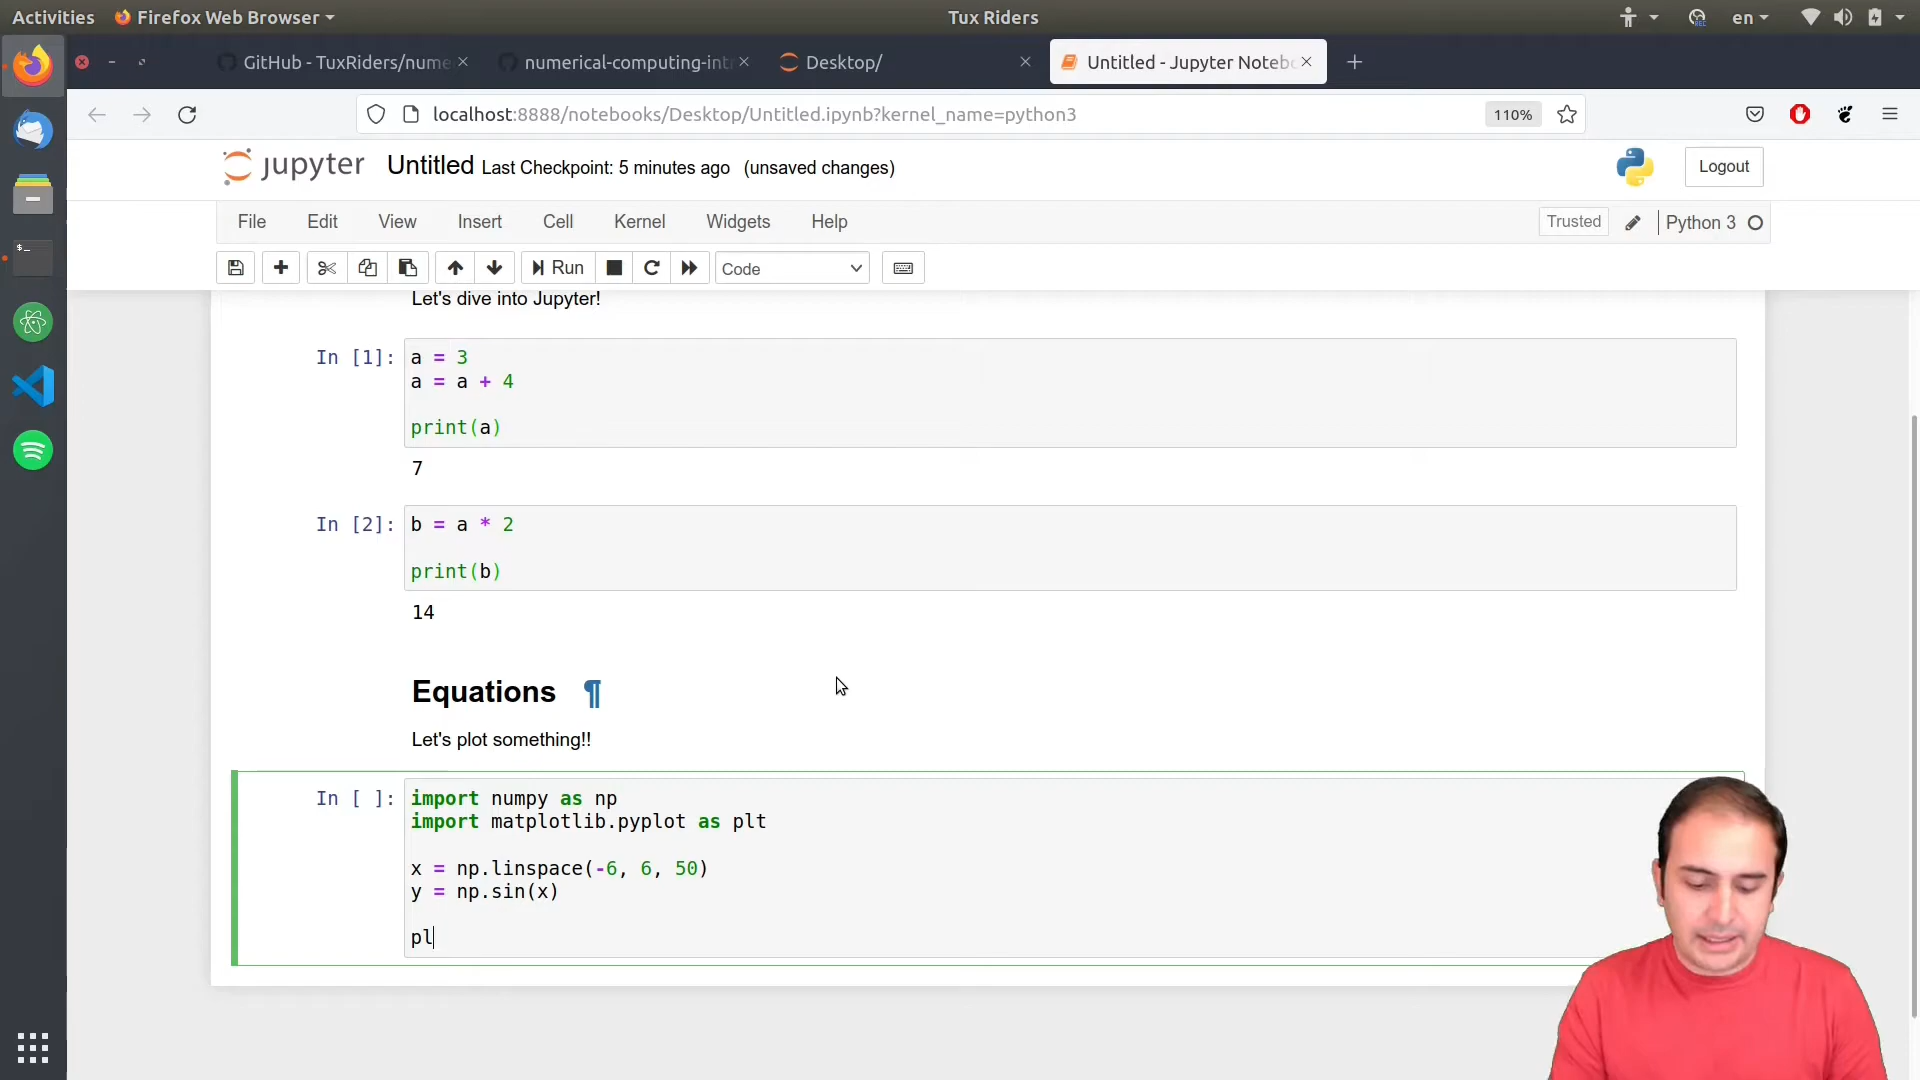 Activities Firefox Web Browser Tux Riders en
GitHub - TuxRiders/nume
numerical-computing-int
Desktop/
Untitled - Jupyter Noteb
localhost:8888/notebooks/Desktop/Untitled.ipynb?kernel_name=python3 110%
jupyter Untitled Last Checkpoint: 5 minutes ago (unsaved changes) Logout
File Edit View Insert Cell Kernel Widgets Help Trusted Python 3
Run Code
Let's dive into Jupyter!
In [1]: a = 3
a = a + 4
print(a)
7
In [2]: b = a * 2
print(b)
14
Equations ¶
Let's plot something!!
In [ ]: import numpy as np
import matplotlib.pyplot as plt
x = np.linspace(-6, 6, 50)
y = np.sin(x)
pl